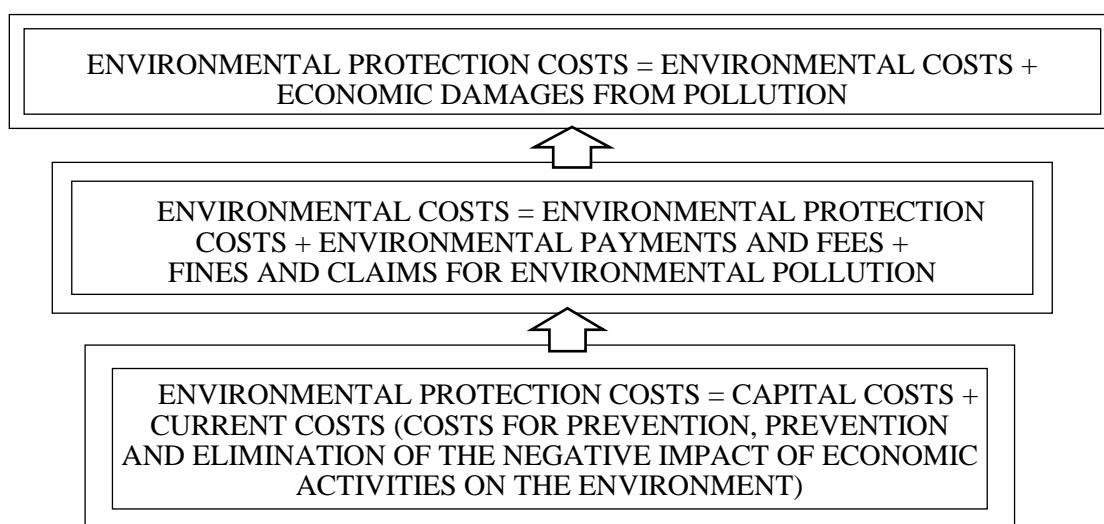 ENVIRONMENTAL PROTECTION COSTS = ENVIRONMENTAL COSTS +
ECONOMIC DAMAGES FROM POLLUTION
ENVIRONMENTAL COSTS = ENVIRONMENTAL PROTECTION
COSTS + ENVIRONMENTAL PAYMENTS AND FEES +
FINES AND CLAIMS FOR ENVIRONMENTAL POLLUTION
ENVIRONMENTAL PROTECTION COSTS = CAPITAL COSTS +
CURRENT COSTS (COSTS FOR PREVENTION, PREVENTION
AND ELIMINATION OF THE NEGATIVE IMPACT OF ECONOMIC
ACTIVITIES ON THE ENVIRONMENT)